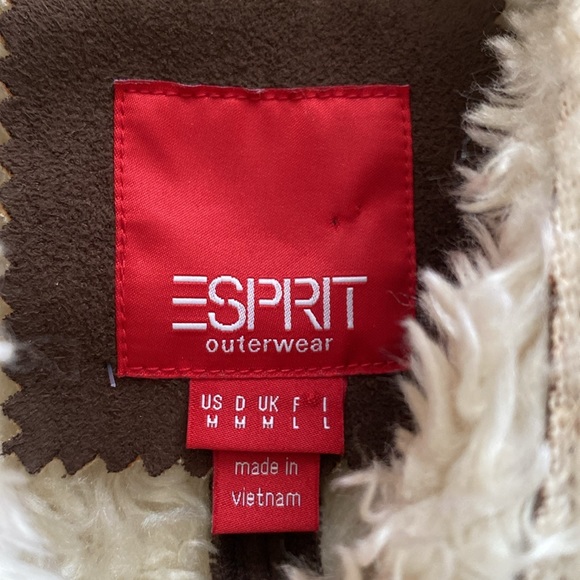 ESPRIT
outerwear
US D UK F I
M M M L L
made in
vietnam